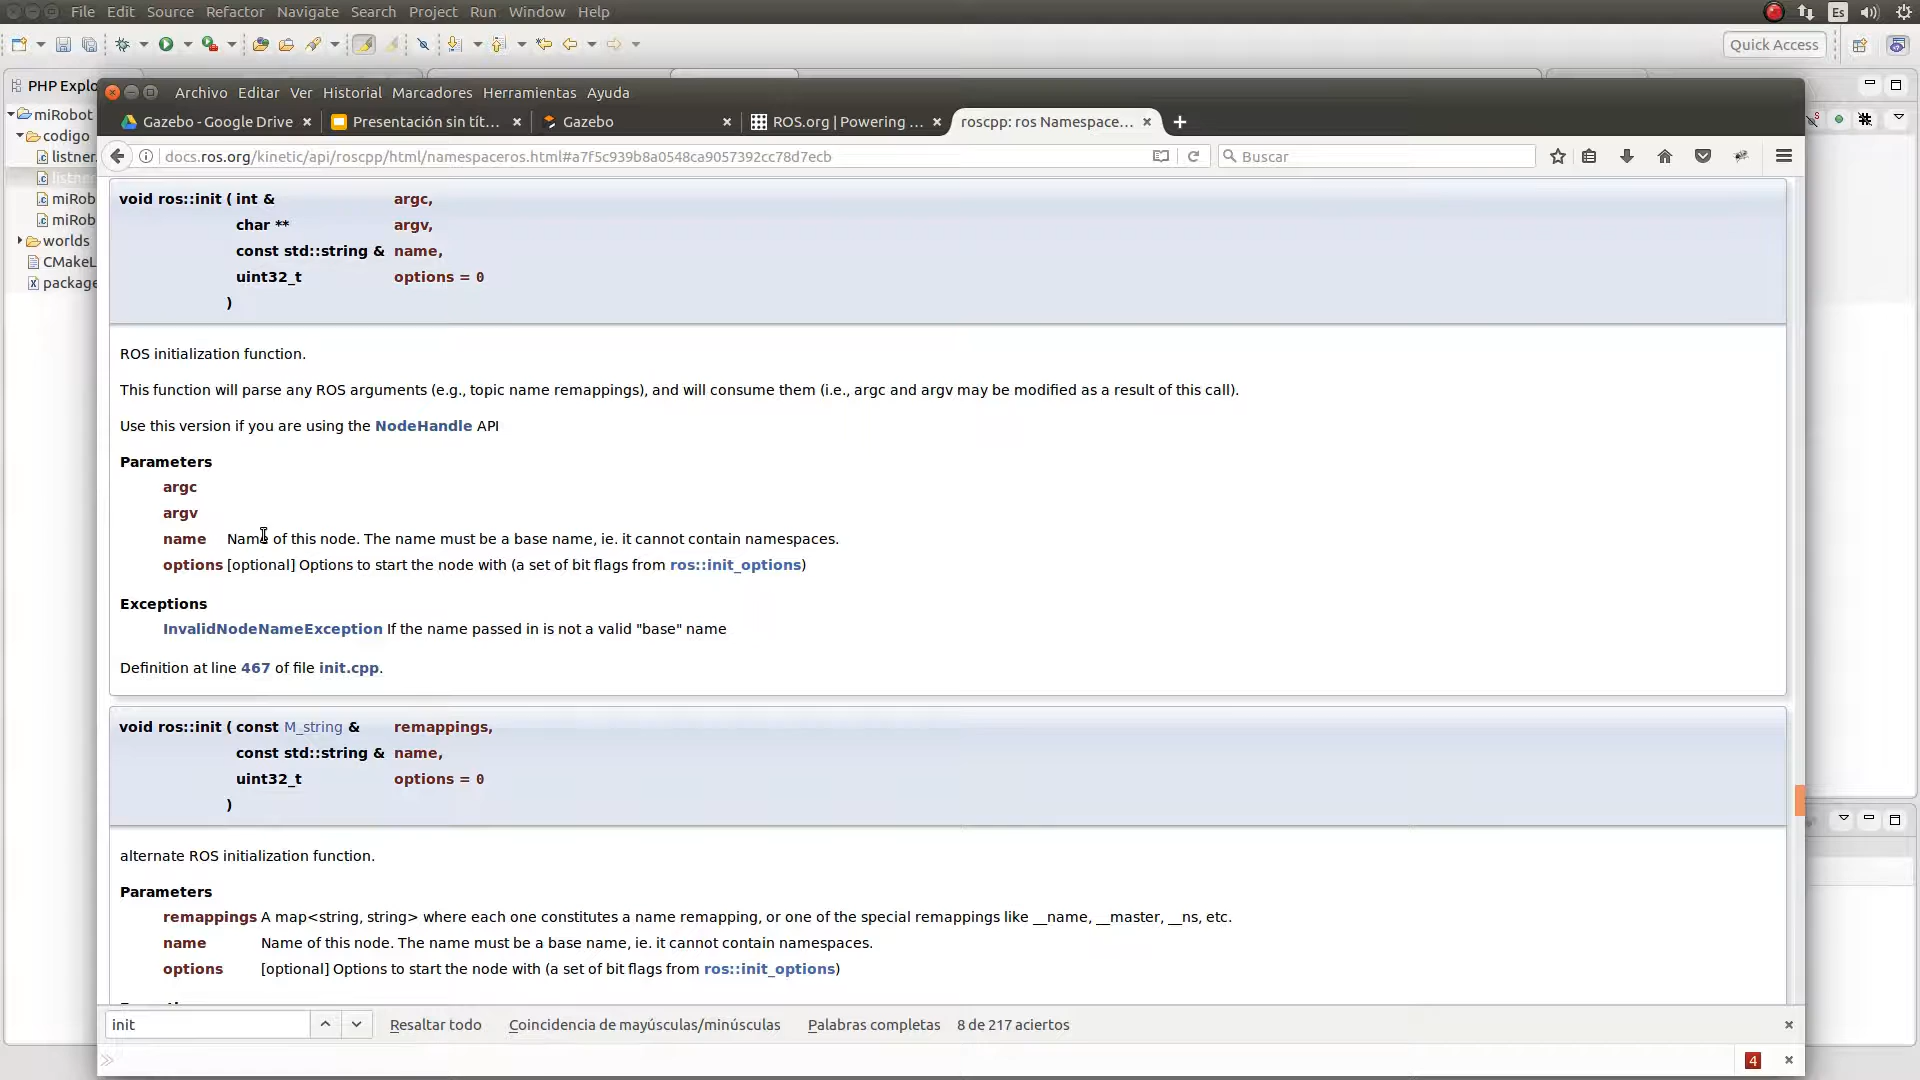 File Edit Source Refactor Navigate Search Project Run Window Help
Es
Quick Access
PHP Explo
miRobot
codigo
listner.
listner
miRob
miRob
worlds
CMakeL
package
Archivo Editar Ver Historial Marcadores Herramientas Ayuda
Gazebo - Google Drive
Presentación sin tít...
Gazebo
ROS.org | Powering ...
roscpp: ros Namespace...
docs.ros.org/kinetic/api/roscpp/html/namespaceros.html#a7f5c939b8a0548ca9057392cc78d7ecb
Buscar
void ros::init ( int & argc,
char ** argv,
const std::string & name,
uint32_t options = 0
)
ROS initialization function.
This function will parse any ROS arguments (e.g., topic name remappings), and will consume them (i.e., argc and argv may be modified as a result of this call).
Use this version if you are using the NodeHandle API
Parameters
argc
argv
name Name of this node. The name must be a base name, ie. it cannot contain namespaces.
options [optional] Options to start the node with (a set of bit flags from ros::init_options)
Exceptions
InvalidNodeNameException If the name passed in is not a valid "base" name
Definition at line 467 of file init.cpp.
void ros::init ( const M_string & remappings,
const std::string & name,
uint32_t options = 0
)
alternate ROS initialization function.
Parameters
remappings A map<string, string> where each one constitutes a name remapping, or one of the special remappings like __name, __master, __ns, etc.
name Name of this node. The name must be a base name, ie. it cannot contain namespaces.
options [optional] Options to start the node with (a set of bit flags from ros::init_options)
init
Resaltar todo Coincidencia de mayúsculas/minúsculas Palabras completas 8 de 217 aciertos
4